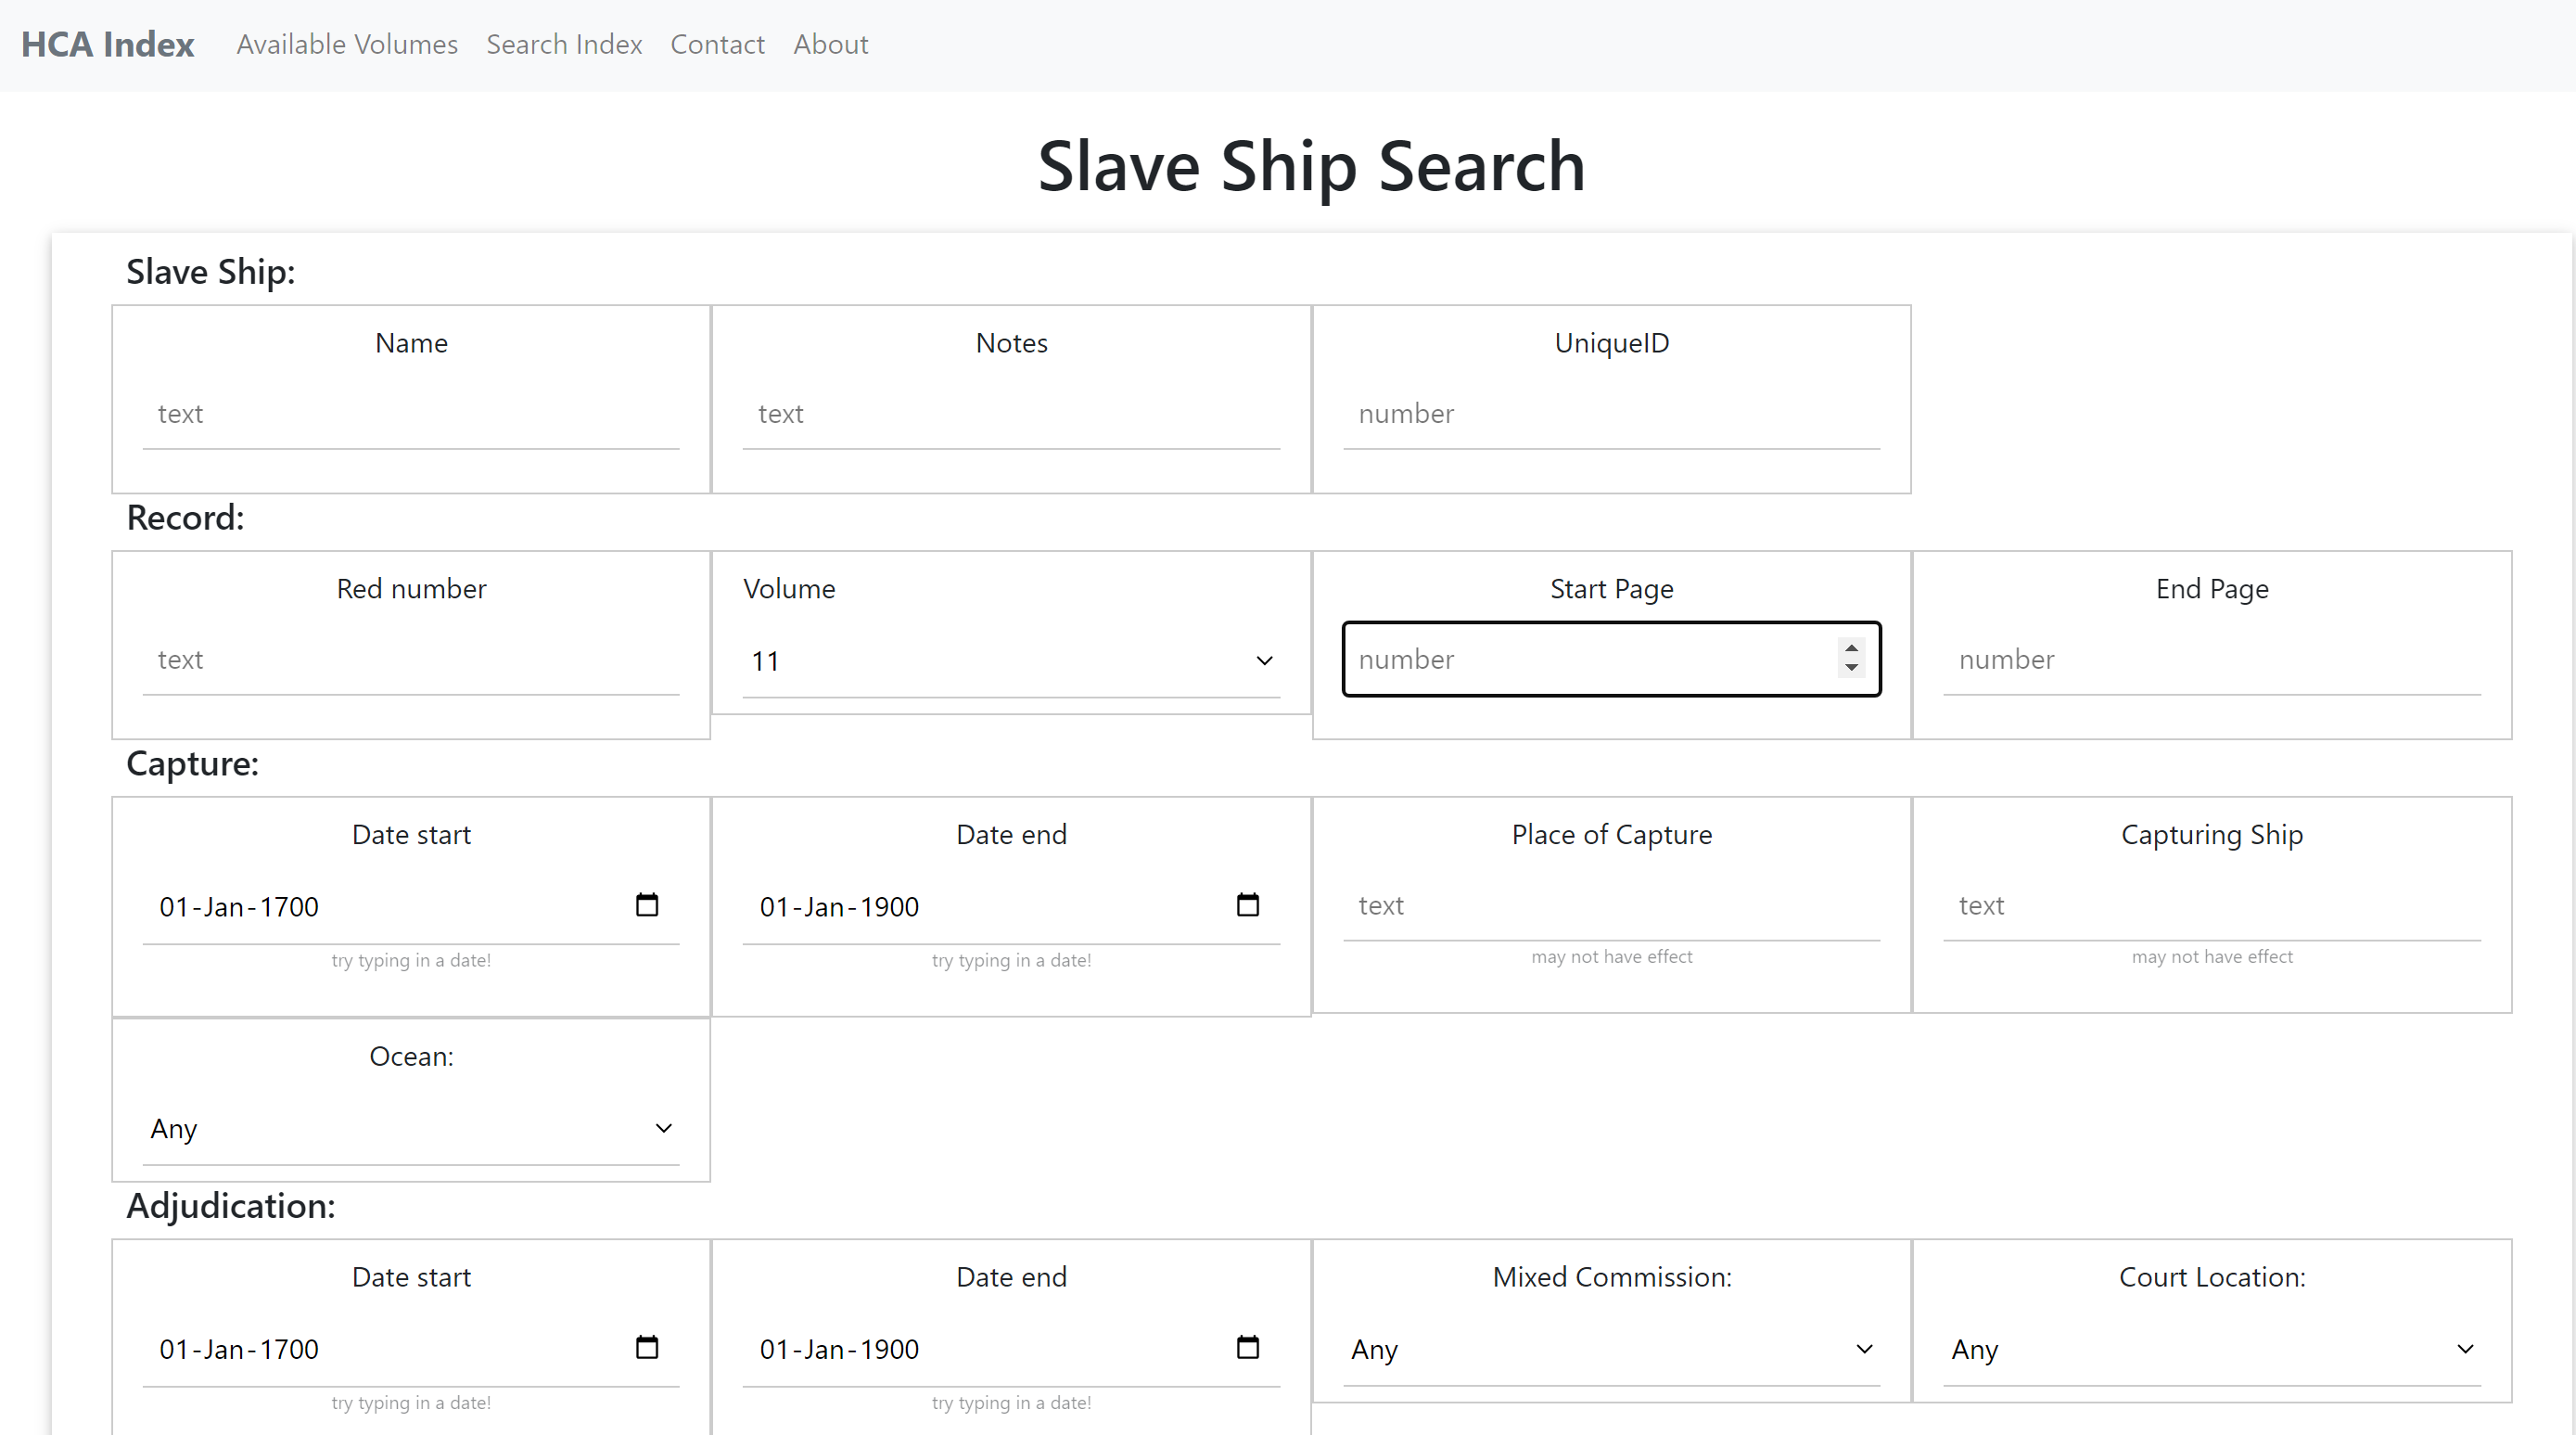 HCA Index Available Volumes Search Index Contact About
Slave Ship Search
Slave Ship:
Name Notes UniqueID
text text number
Record:
Red number Volume Start Page End Page
text 11 number number
Capture:
Date start Date end Place of Capture Capturing Ship
01-Jan-1700 01-Jan-1900 text text
try typing in a date! try typing in a date! may not have effect may not have effect
Ocean:
Any
Adjudication:
Date start Date end Mixed Commission: Court Location:
01-Jan-1700 01-Jan-1900 Any Any
try typing in a date! try typing in a date!